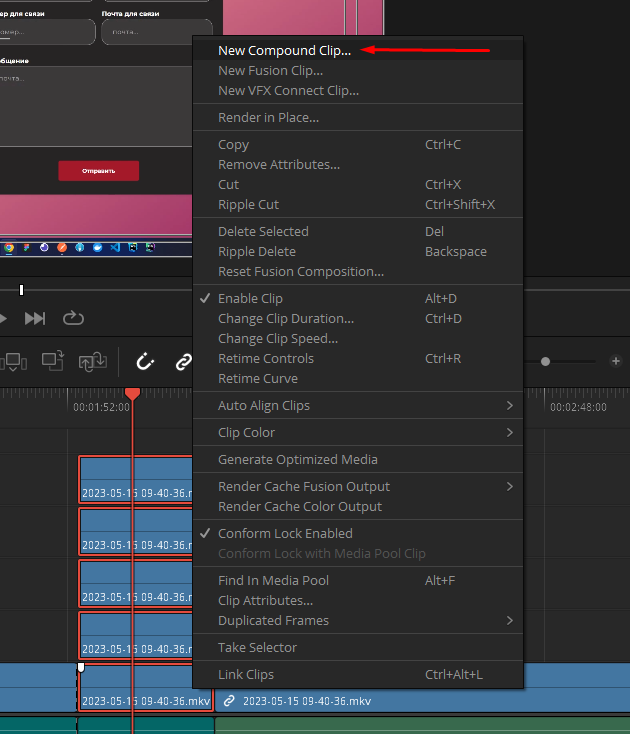 ер для связи
Почта для связи
омер...
почта...
общение
почта...
Отправить
New Compound Clip...
New Fusion Clip...
New VFX Connect Clip...
Render in Place...
Copy Ctrl+C
Remove Attributes...
Cut Ctrl+X
Ripple Cut Ctrl+Shift+X
Delete Selected Del
Ripple Delete Backspace
Reset Fusion Composition...
Enable Clip Alt+D
Change Clip Duration... Ctrl+D
Change Clip Speed...
Retime Controls Ctrl+R
Retime Curve
Auto Align Clips
Clip Color
Generate Optimized Media
Render Cache Fusion Output
Render Cache Color Output
Conform Lock Enabled
Conform Lock with Media Pool Clip
Find In Media Pool Alt+F
Clip Attributes...
Duplicated Frames
Take Selector
Link Clips Ctrl+Alt+L
00:01:52:00
00:02:48:00
2023-05-15 09-40-36.m
2023-05-15 09-40-36.m
2023-05-15 09-40-36.m
2023-05-15 09-40-36.m
2023-05-15 09-40-36.mkv
2023-05-15 09-40-36.mkv